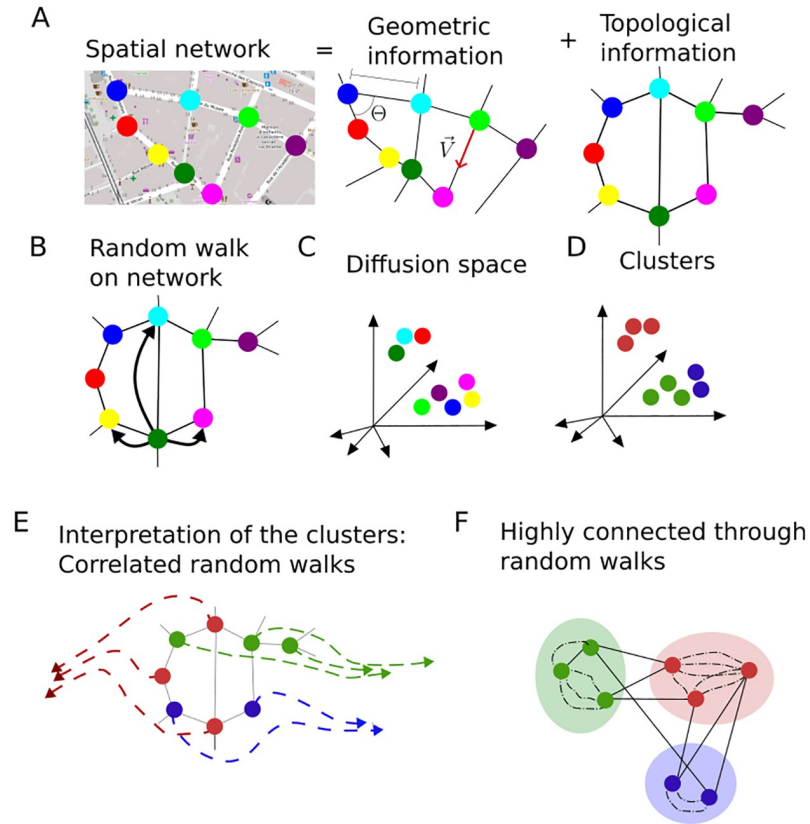 A
Spatial network
=
Geometric
information
+
Topological
information
Θ
V⃗
B
Random walk
on network
C
Diffusion space
D
Clusters
E
Interpretation of the clusters:
Correlated random walks
F
Highly connected through
random walks